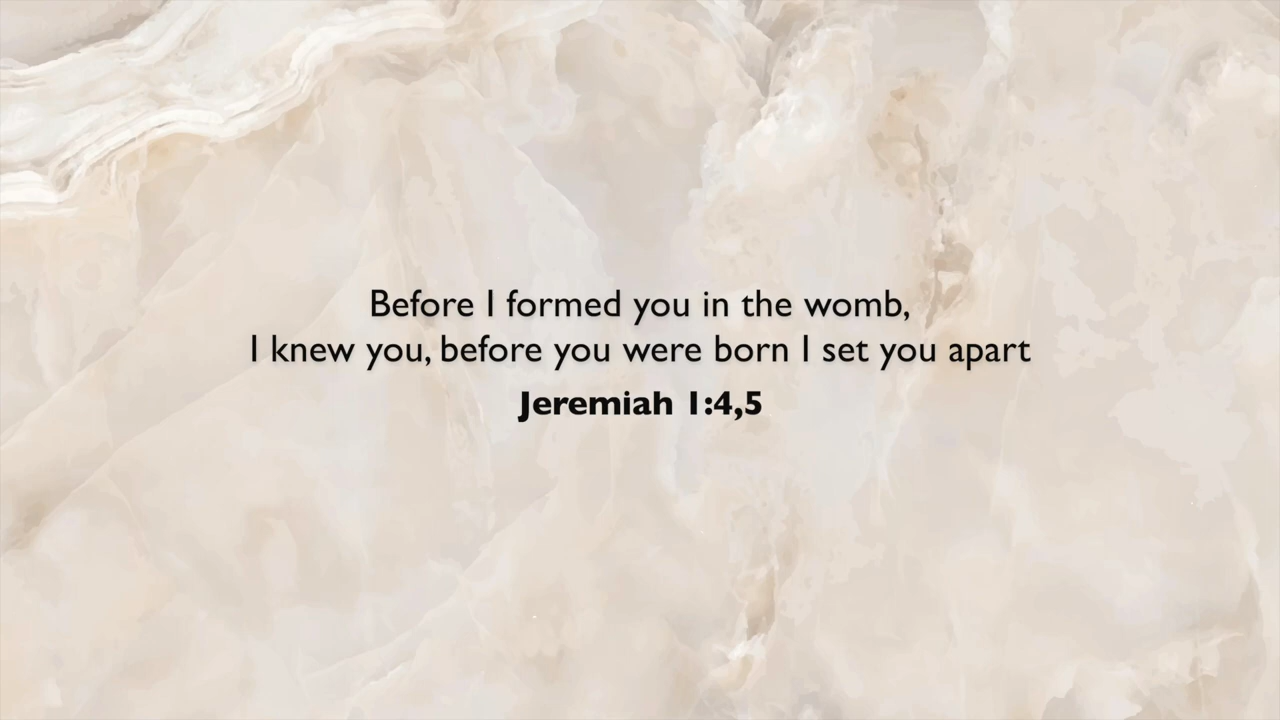 Before I formed you in the womb,
I knew you, before you were born I set you apart
Jeremiah 1:4,5